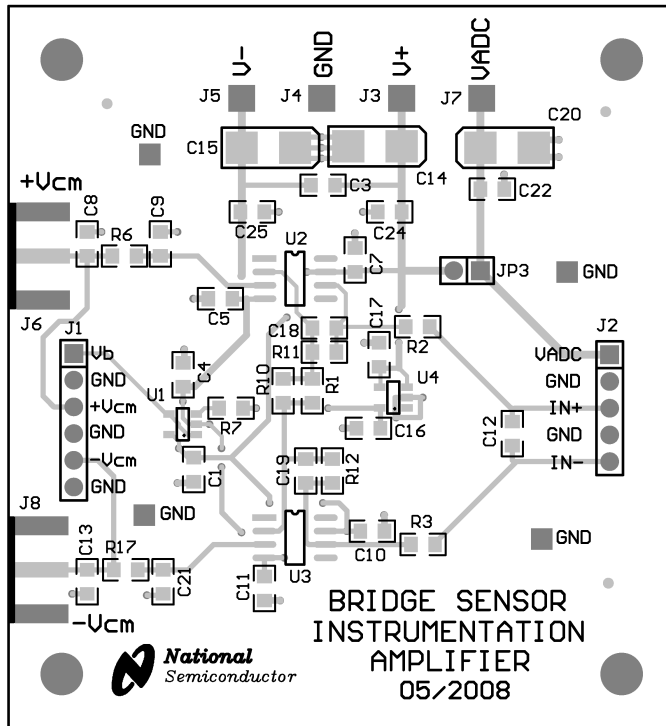 V-
GND
V+
VADC
J5
J4
J3
J7
C20
GND
C15
C14
+Vcm
C3
C22
C8
C9
R6
C25
U2
C24
C7
JP3
GND
C5
J6
C18
C17
R2
J2
J1
Vb
R11
VADC
GND
C4
R10
R1
U4
GND
+Vcm
U1
R7
IN+
GND
C16
C12
GND
-Vcm
C1
C19
R12
IN-
GND
J8
GND
C13
R17
C21
C10
R3
GND
C11
U3
-Vcm
BRIDGE SENSOR
INSTRUMENTATION
AMPLIFIER
05/2008
National
Semiconductor